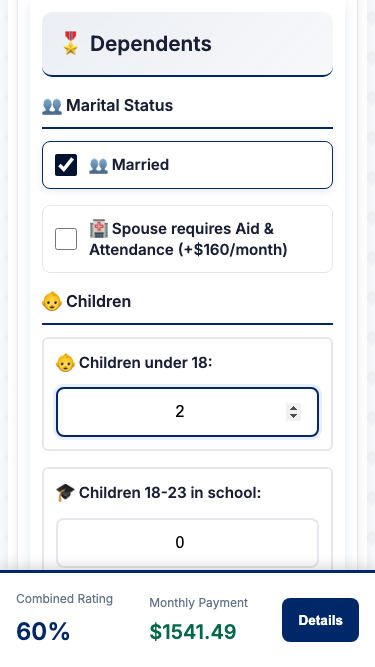 Dependents
Marital Status
Married
Spouse requires Aid &
Attendance (+$160/month)
Children
Children under 18:
2
Children 18-23 in school:
0
Combined Rating
60%
Monthly Payment
$1541.49
Details